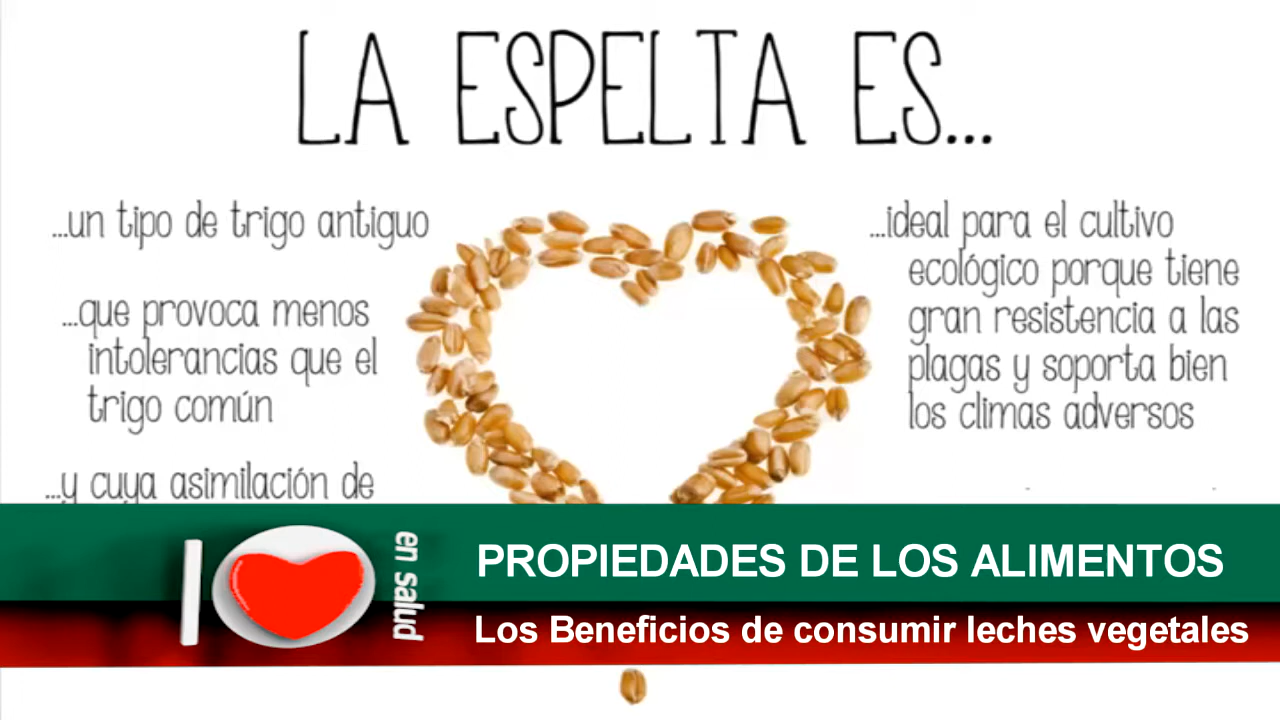 LA ESPELTA ES...
...un tipo de trigo antiguo
...que provoca menos
intolerancias que el
trigo común
...y cuya asimilación de
...ideal para el cultivo
ecológico porque tiene
gran resistencia a las
plagas y soporta bien
los climas adversos
I
en salud
PROPIEDADES DE LOS ALIMENTOS
Los Beneficios de consumir leches vegetales